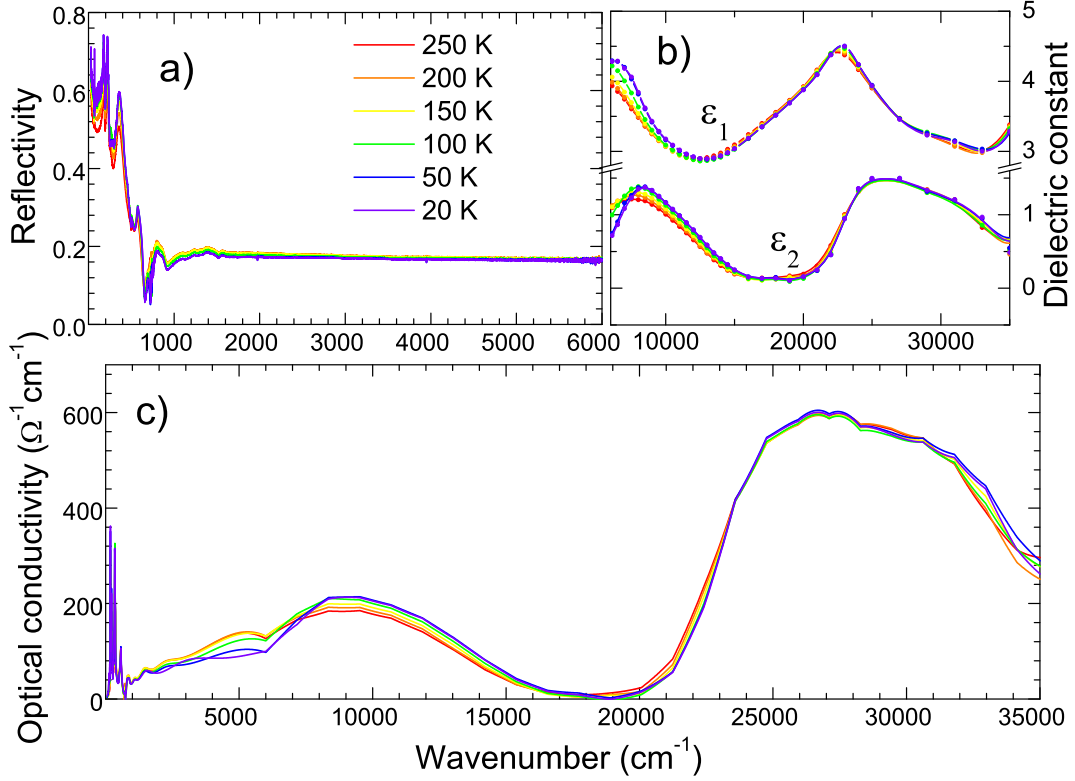 0.8
0.6
0.4
0.2
0.0
Reflectivity
a)
250 K
200 K
150 K
100 K
50 K
20 K
1000 2000 3000 4000 5000 6000
b)
ε1
ε2
5
4
3
1
0
Dielectric constant
10000 20000 30000
c)
600
400
200
0
Optical conductivity (Ω⁻¹cm⁻¹)
5000 10000 15000 20000 25000 30000 35000
Wavenumber (cm⁻¹)